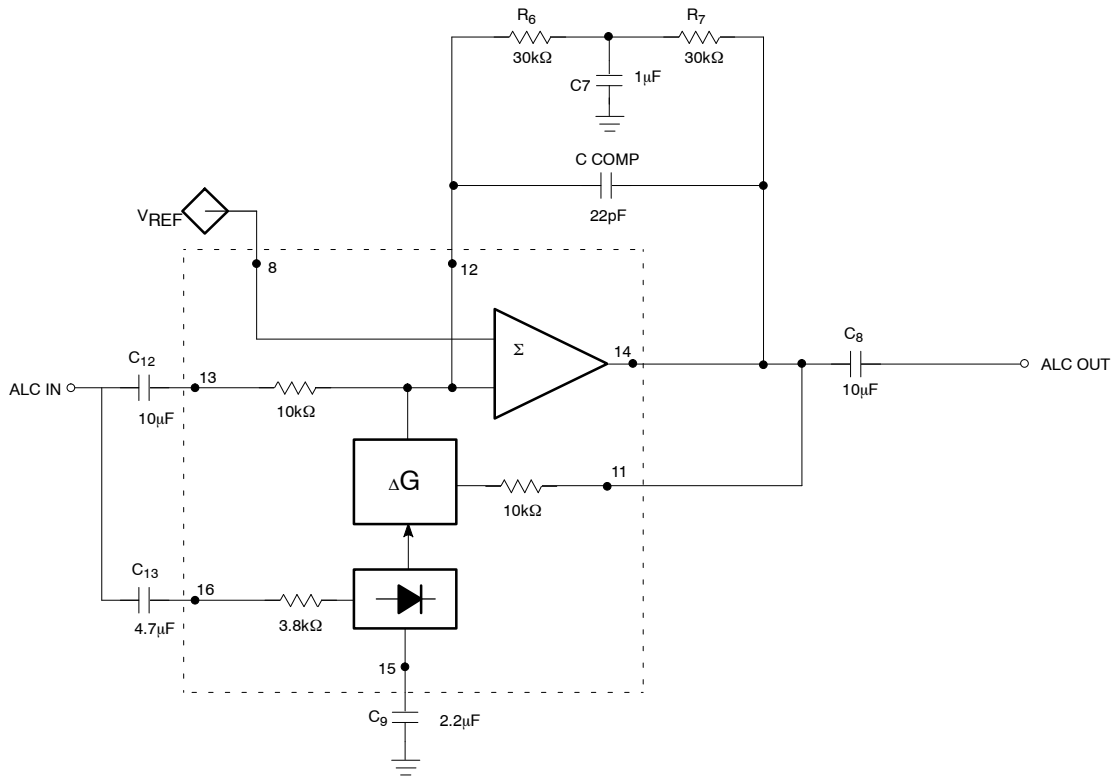 R6
30kΩ
R7
30kΩ
C7
1μF
C COMP
22pF
VREF
8
12
Σ
14
C8
10μF
ALC OUT
ALC IN
C12
10μF
13
10kΩ
ΔG
10kΩ
11
C13
4.7μF
16
3.8kΩ
15
C9
2.2μF